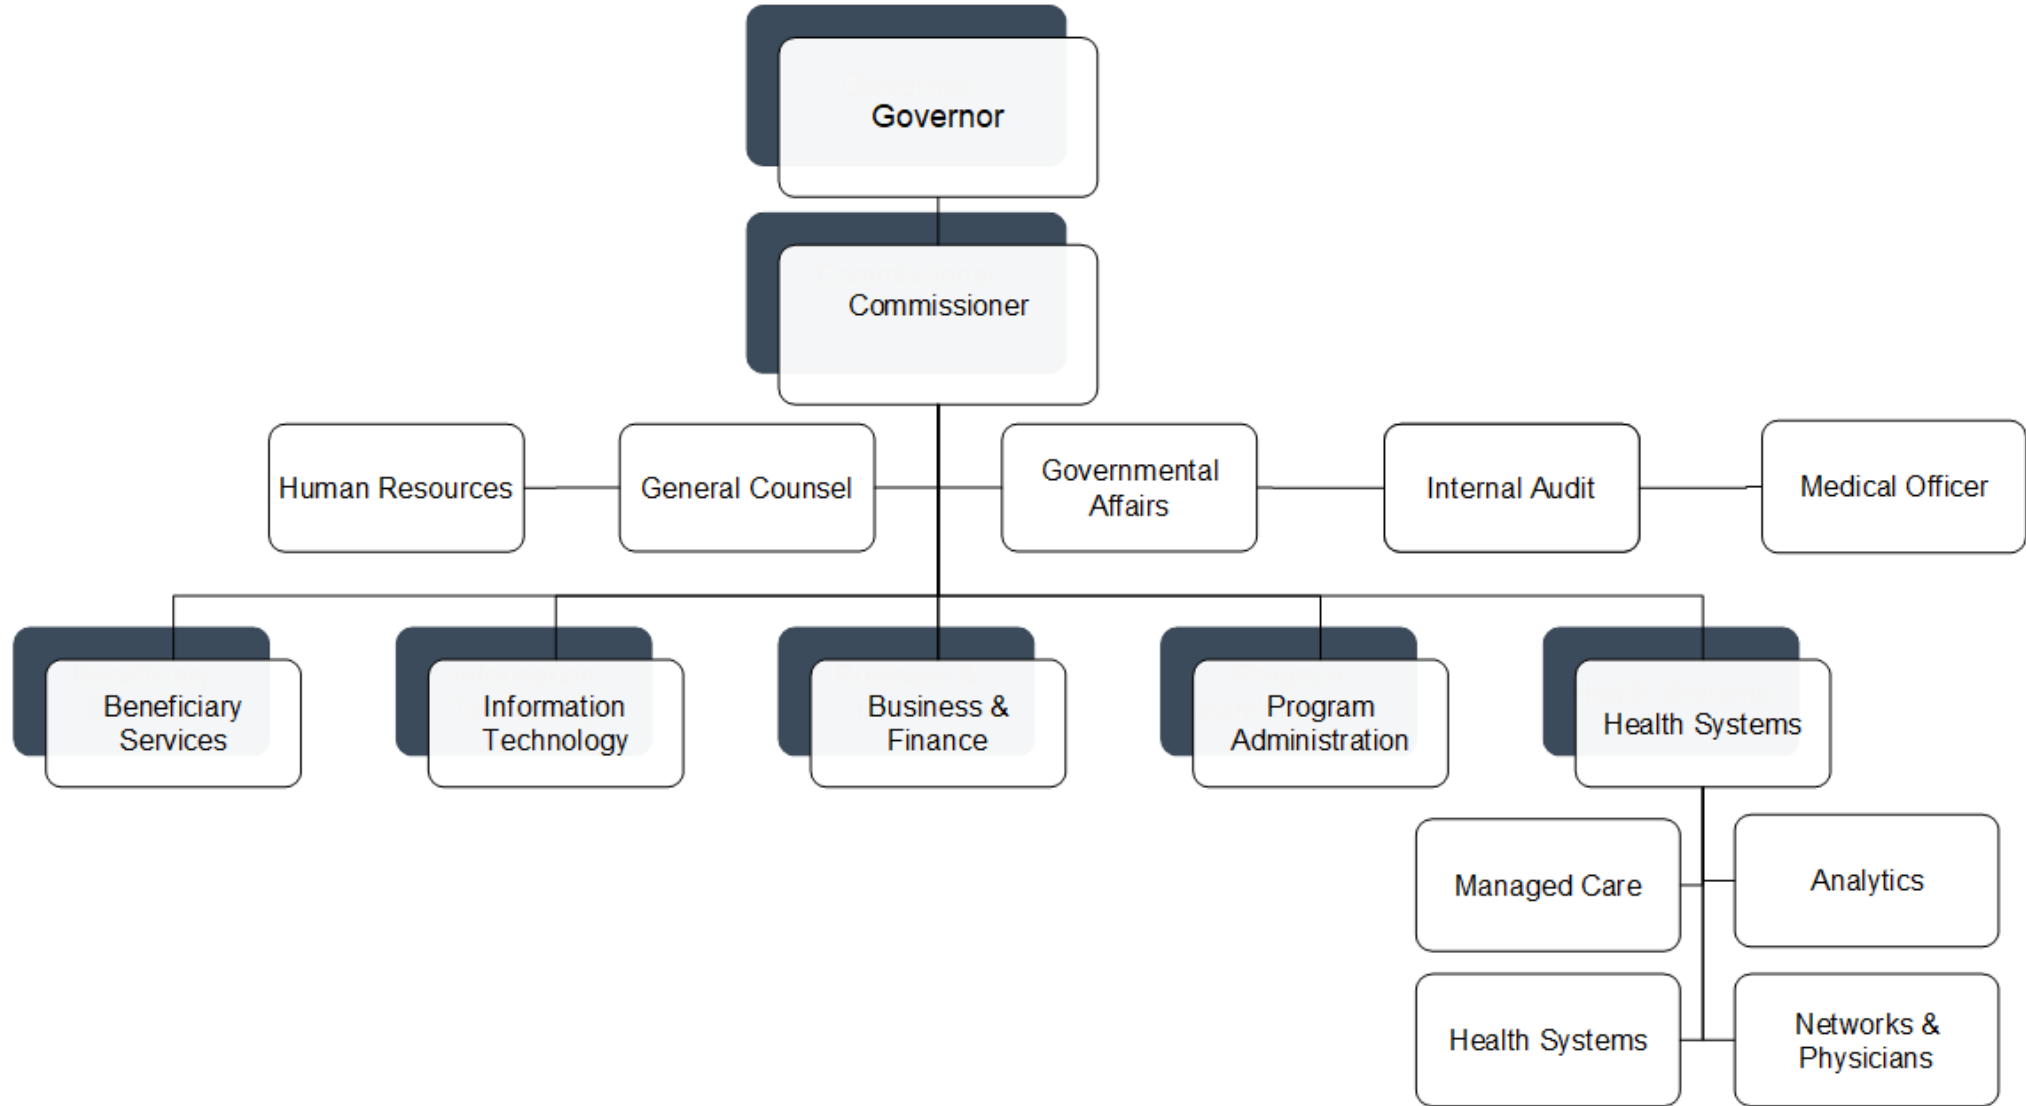 Governor
Commissioner
Human Resources
General Counsel
Governmental
Affairs
Internal Audit
Medical Officer
Beneficiary
Services
Information
Technology
Business &
Finance
Program
Administration
Health Systems
Managed Care
Analytics
Health Systems
Networks &
Physicians